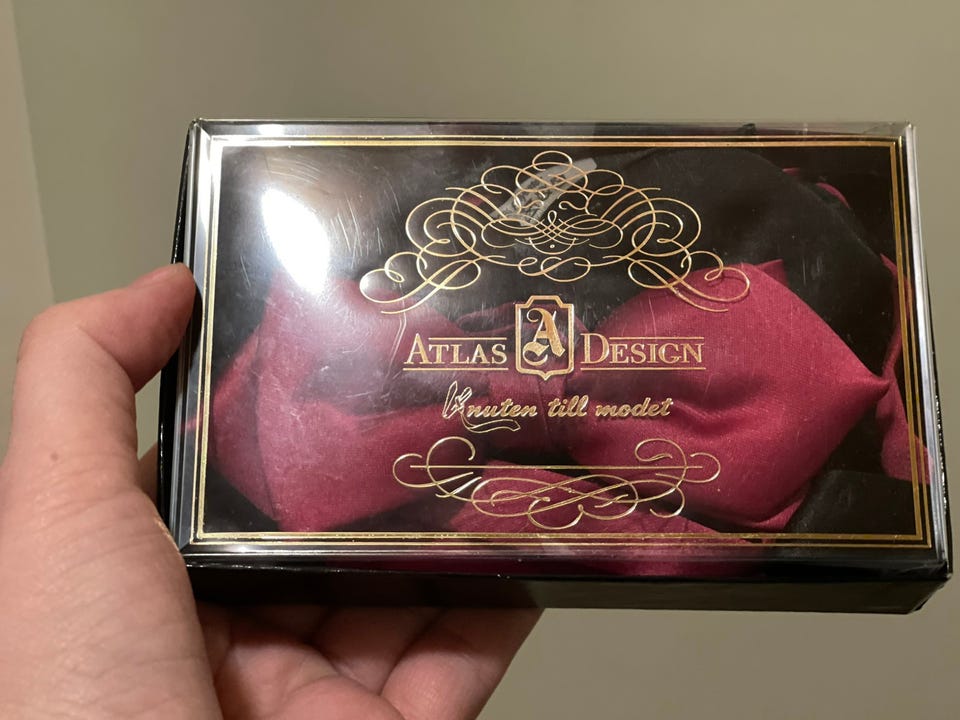 ATLAS A DESIGN
Knuten till modet